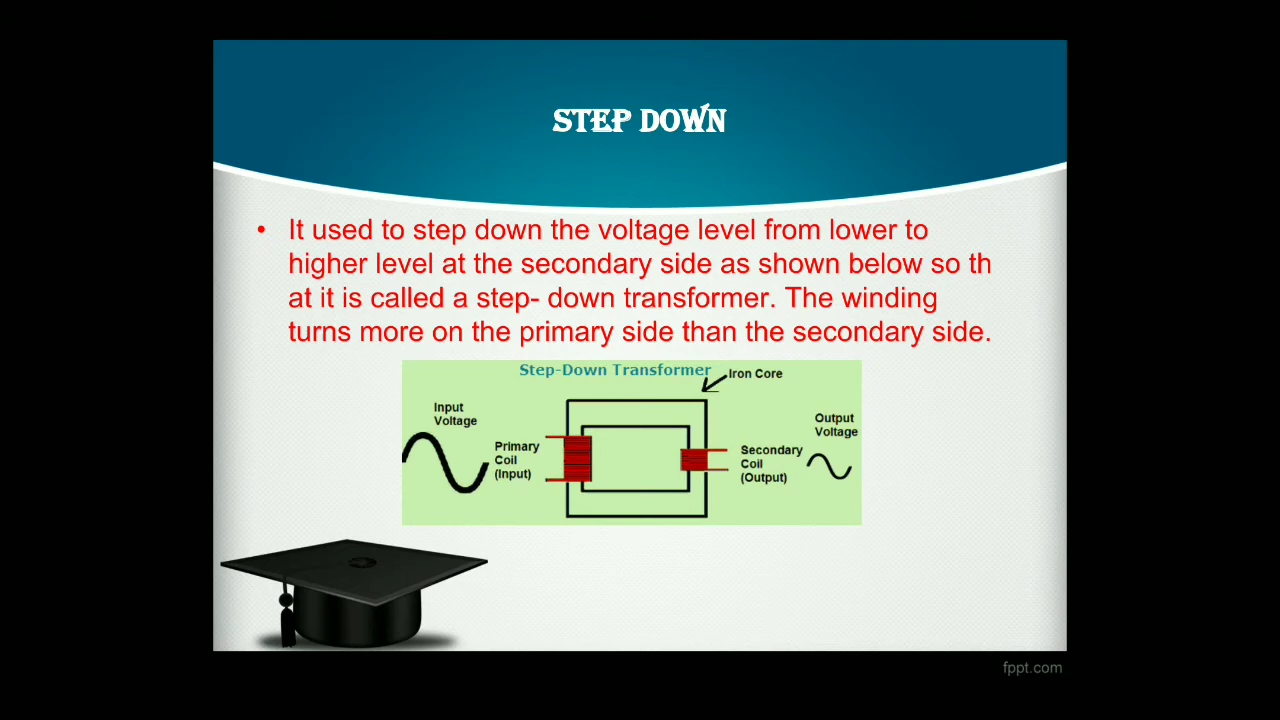 STEP DOWN
• It used to step down the voltage level from lower to
higher level at the secondary side as shown below so th
at it is called a step- down transformer. The winding
turns more on the primary side than the secondary side.
Step-Down Transformer
Iron Core
Input
Voltage
Primary
Coil
(Input)
Secondary
Coil
(Output)
Output
Voltage
fppt.com